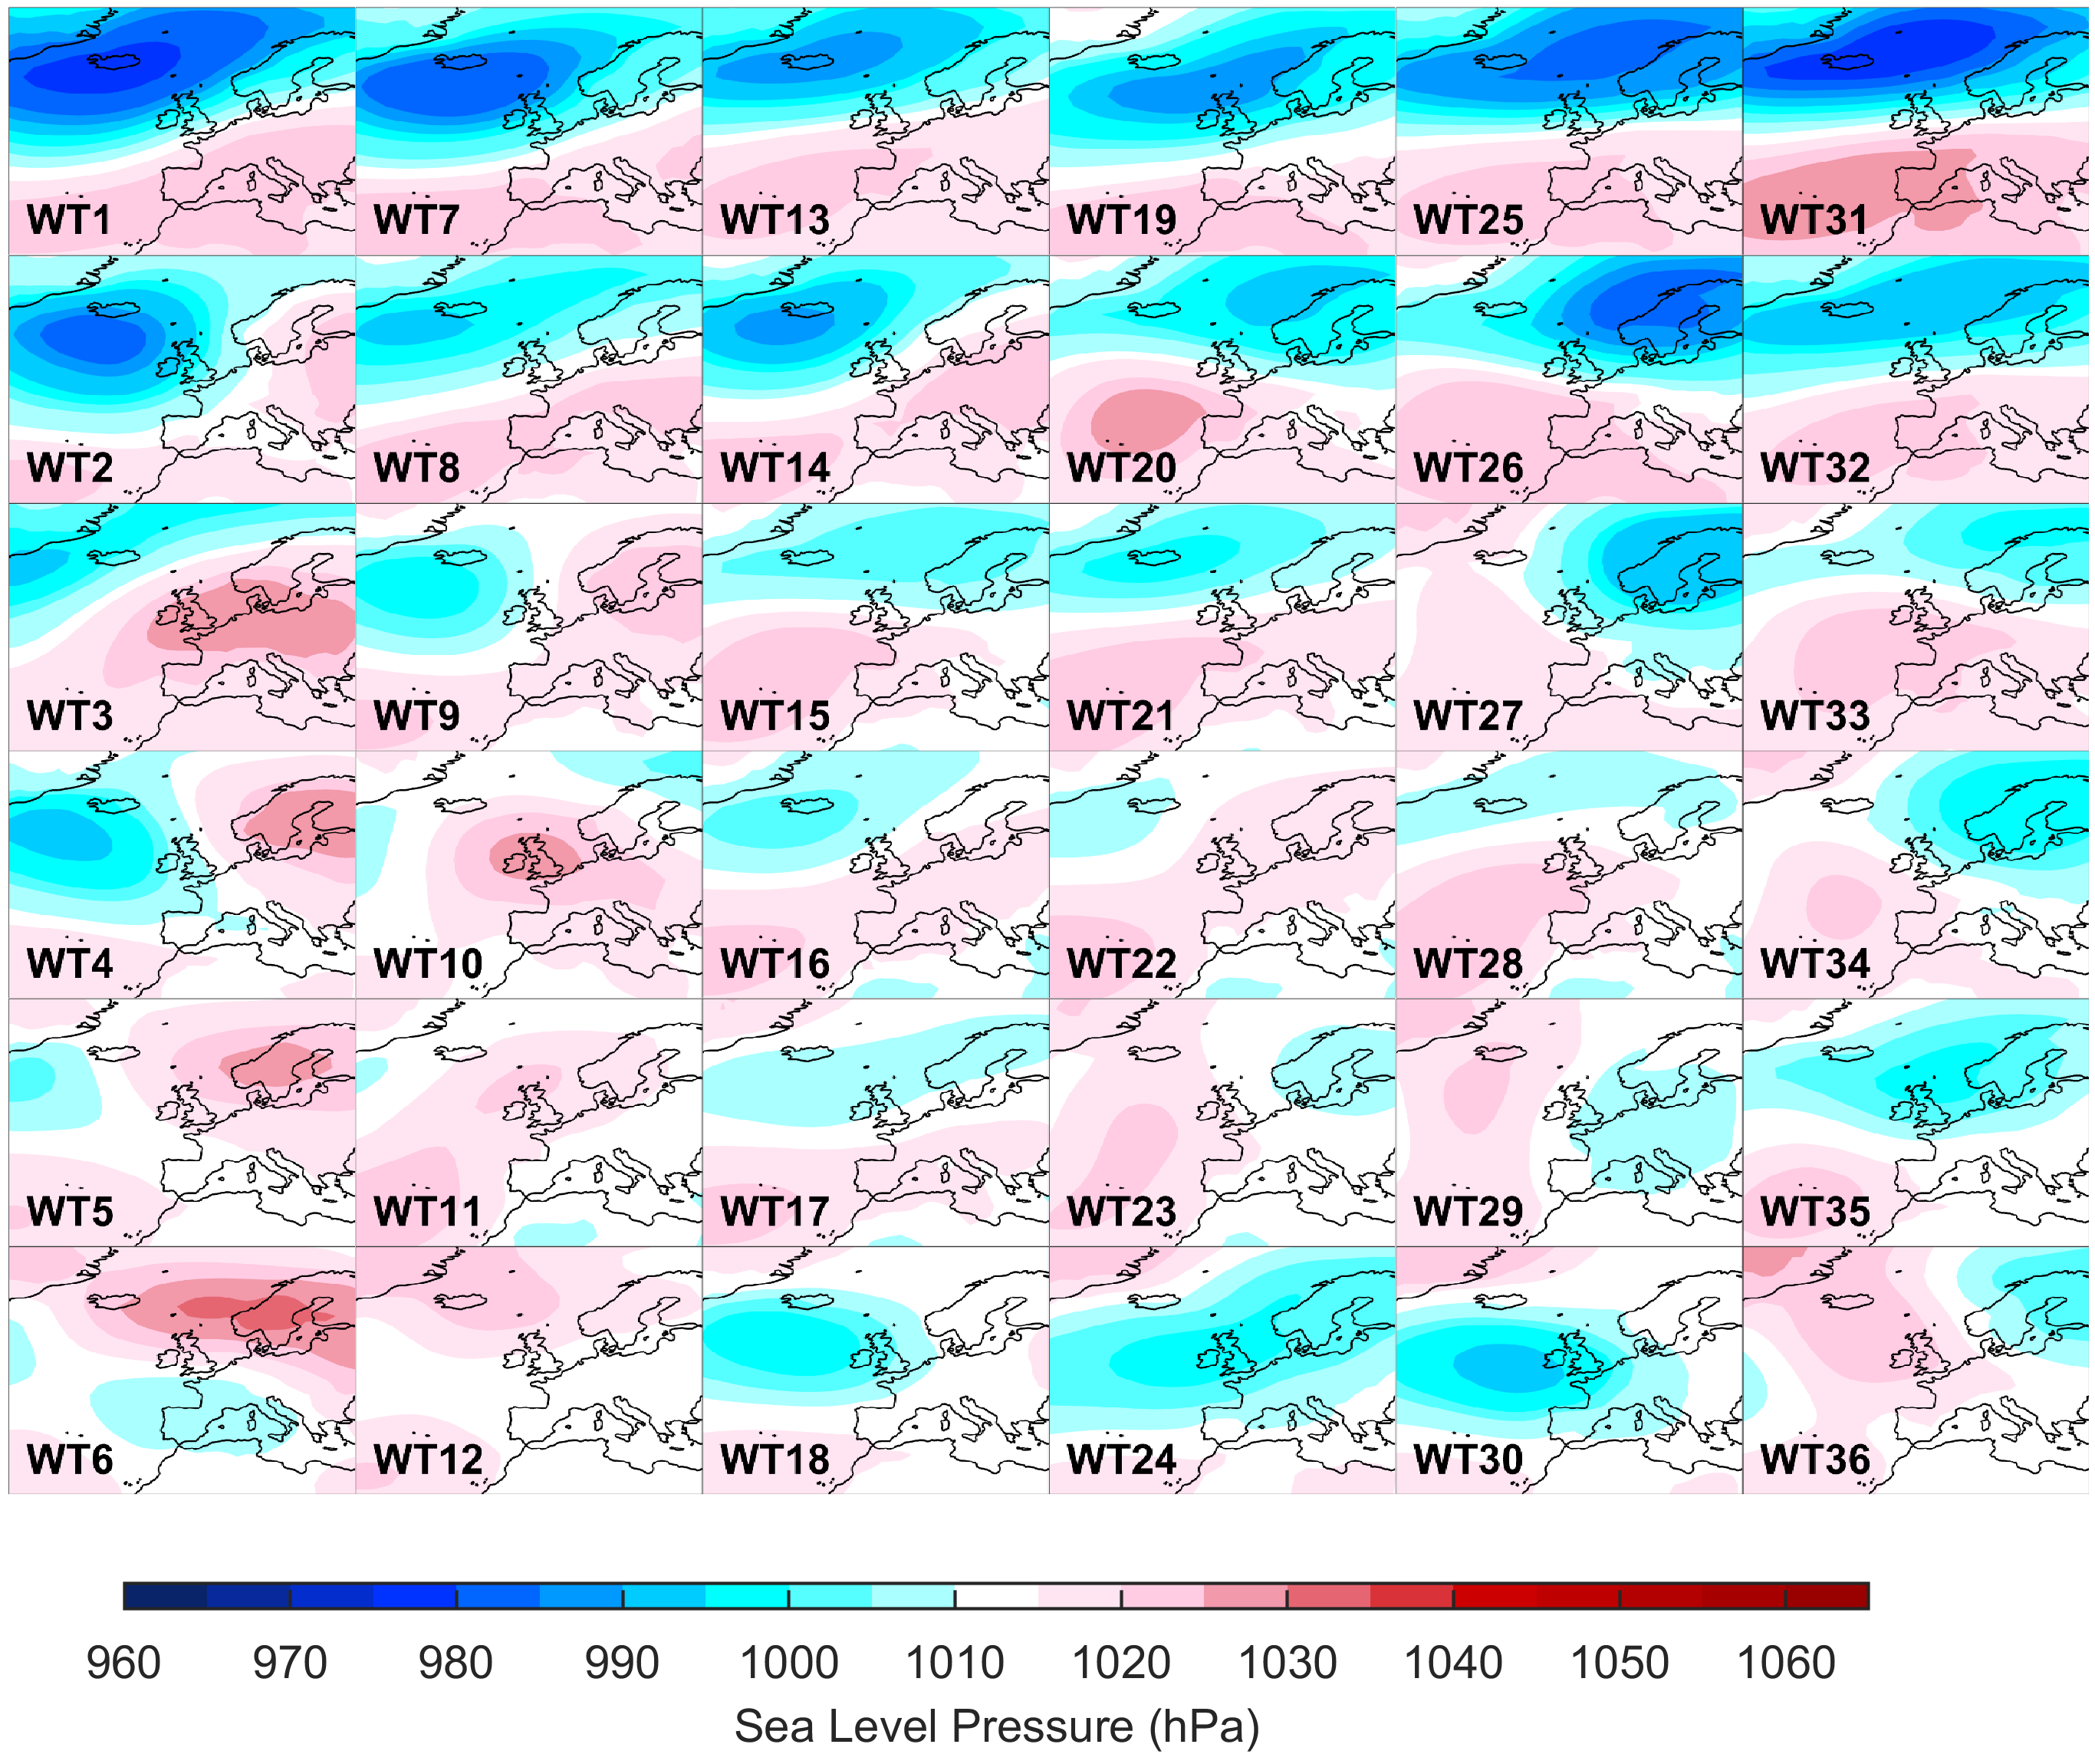 WT1 WT7 WT13 WT19 WT25 WT31
WT2 WT8 WT14 WT20 WT26 WT32
WT3 WT9 WT15 WT21 WT27 WT33
WT4 WT10 WT16 WT22 WT28 WT34
WT5 WT11 WT17 WT23 WT29 WT35
WT6 WT12 WT18 WT24 WT30 WT36
960 970 980 990 1000 1010 1020 1030 1040 1050 1060
Sea Level Pressure (hPa)